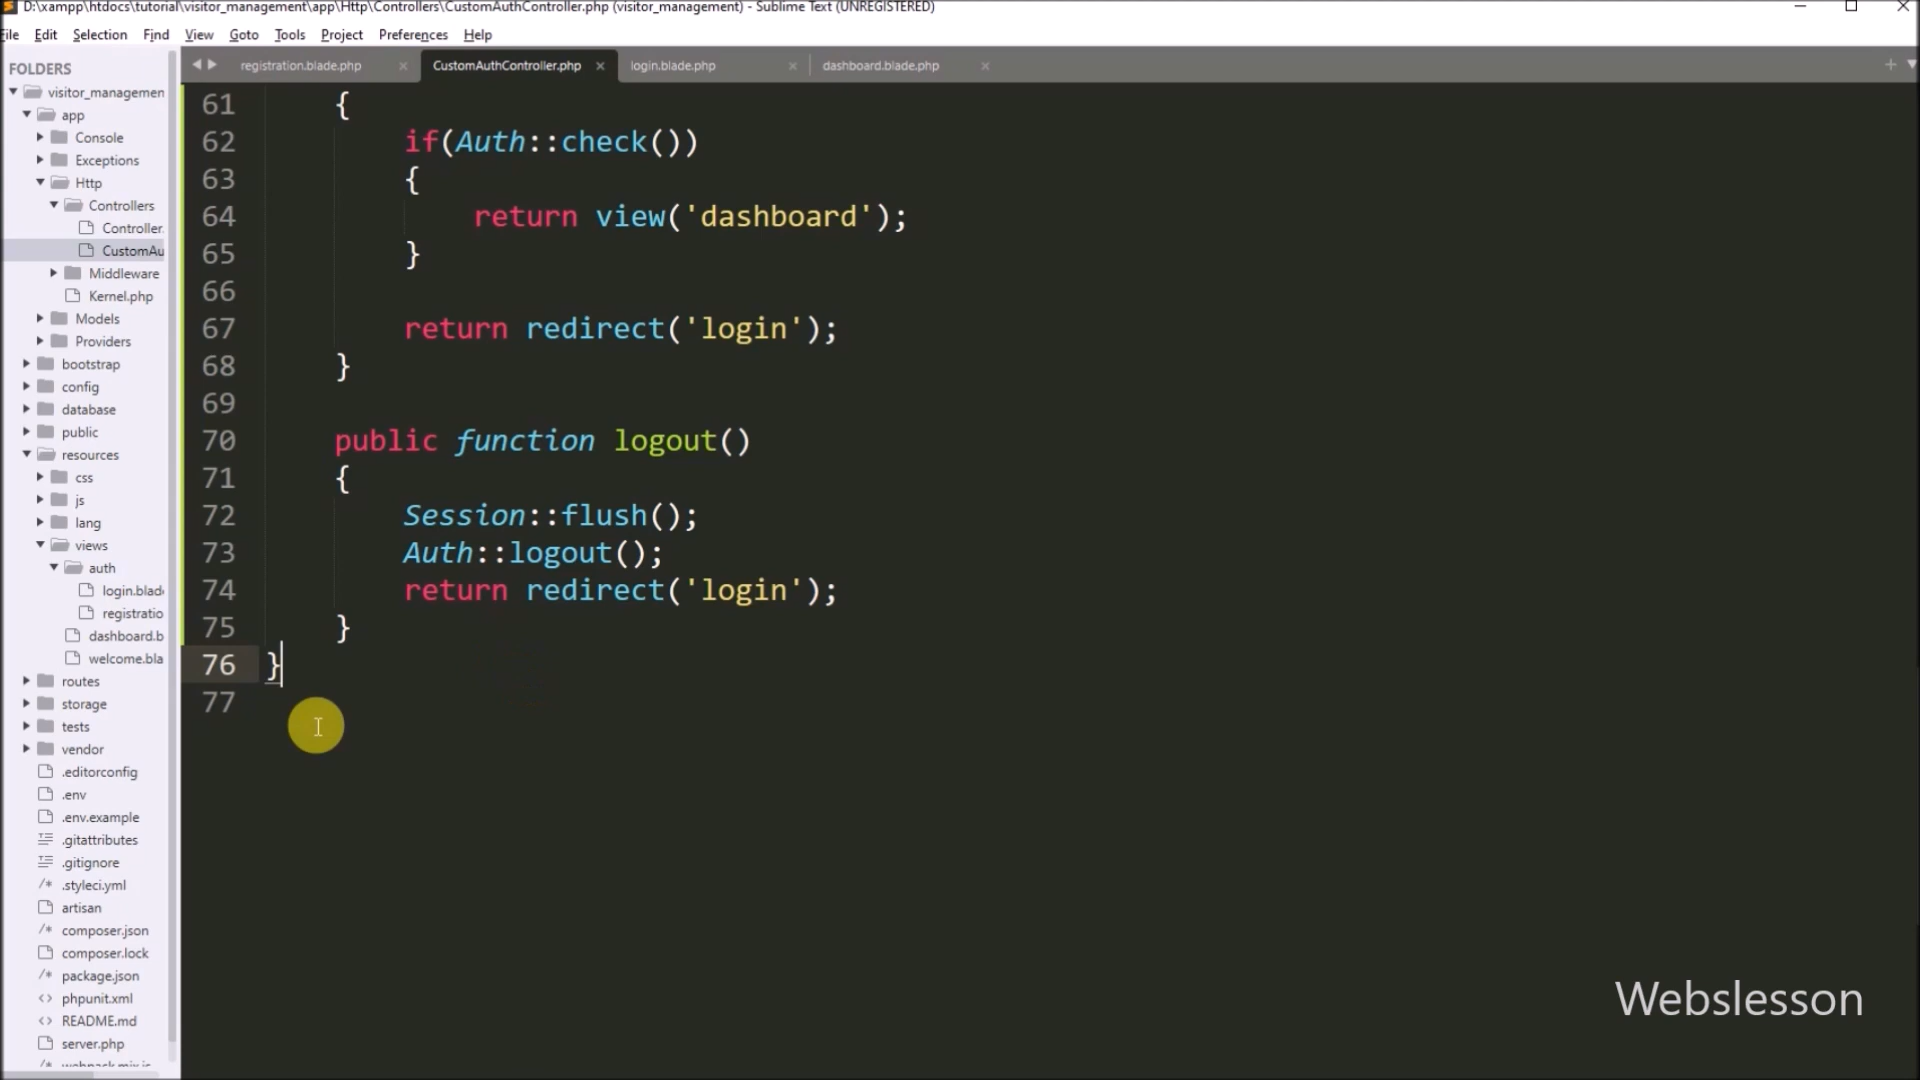 D:\xampp\htdocs\tutorial\visitor_management\app\Http\Controllers\CustomAuthController.php (visitor_management) - Sublime Text (UNREGISTERED)
ile Edit Selection Find View Goto Tools Project Preferences Help
FOLDERS
visitor_managemen
app
Console
Exceptions
Http
Controllers
Controller.
CustomAu
Middleware
Kernel.php
Models
Providers
bootstrap
config
database
public
resources
css
js
lang
views
auth
login.blade
registratio
dashboard.b
welcome.bla
routes
storage
tests
vendor
.editorconfig
.env
.env.example
.gitattributes
.gitignore
/* .styleci.yml
artisan
/* composer.json
composer.lock
/* package.json
<> phpunit.xml
<> README.md
server.php
/* webpack.mix.js
registration.blade.php × CustomAuthController.php × login.blade.php × dashboard.blade.php ×
61 {
62 if(Auth::check())
63 {
64 return view('dashboard');
65 }
66
67 return redirect('login');
68 }
69
70 public function logout()
71 {
72 Session::flush();
73 Auth::logout();
74 return redirect('login');
75 }
76 }
77
Webslesson